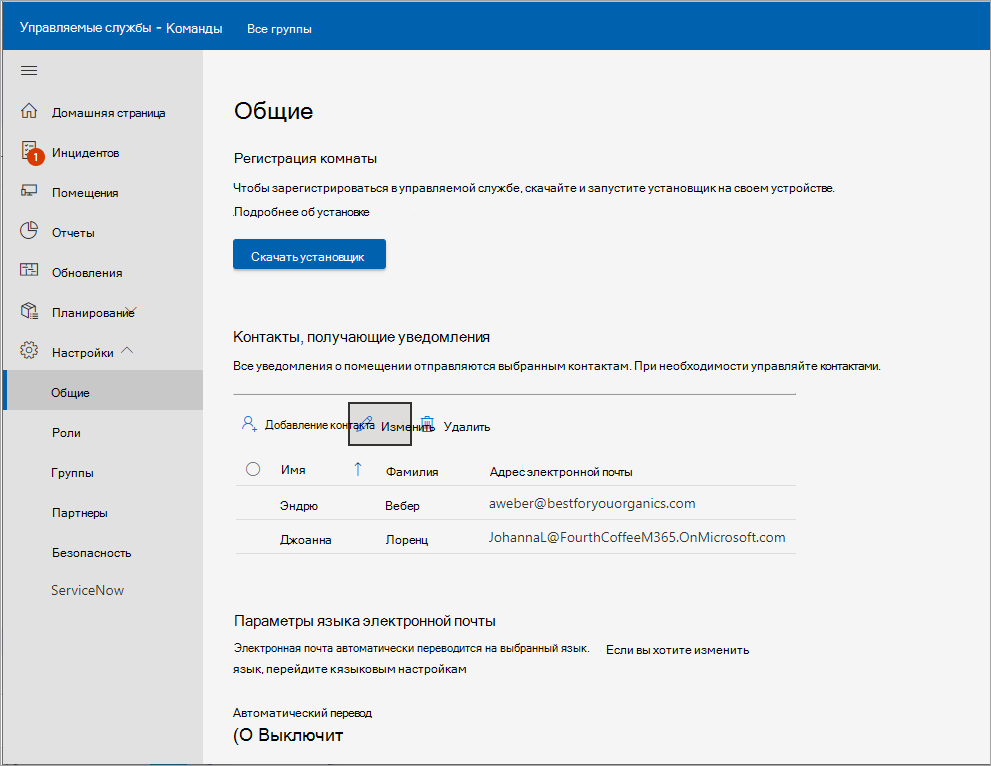 Управляемые службы - Команды Все группы
Домашняя страница
1
Инцидентов
Помещения
Отчеты
Обновления
Планирование
Настройки
Общие
Роли
Группы
Партнеры
Безопасность
ServiceNow
Общие
Регистрация комнаты
Чтобы зарегистрироваться в управляемой службе, скачайте и запустите установщик на своем устройстве.
.Подробнее об установке
Скачать установщик
Контакты, получающие уведомления
Все уведомления о помещении отправляются выбранным контактам. При необходимости управляйте контактами.
Добавление контакта Изменить Удалить
Имя Фамилия Адрес электронной почты
Эндрю Вебер aweber@bestforyouorganics.com
Джоанна Лоренц JohannaL@FourthCoffeeM365.OnMicrosoft.com
Параметры языка электронной почты
Электронная почта автоматически переводится на выбранный язык. Если вы хотите изменить
язык, перейдите кязыковым настройкам
Автоматический перевод
(О Выключит